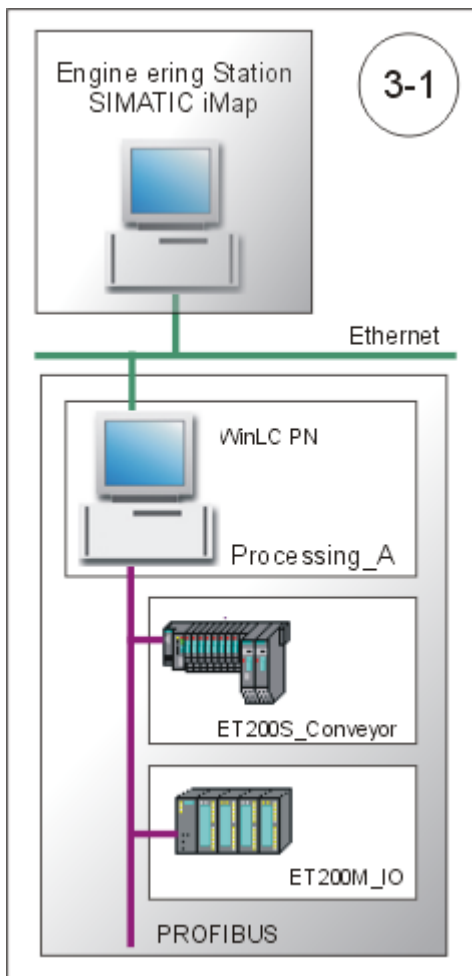 Engine ering Station
SIMATIC iMap
3-1
Ethernet
WinLC PN
Processing_A
ET200S_Conveyor
ET200M_IO
PROFIBUS